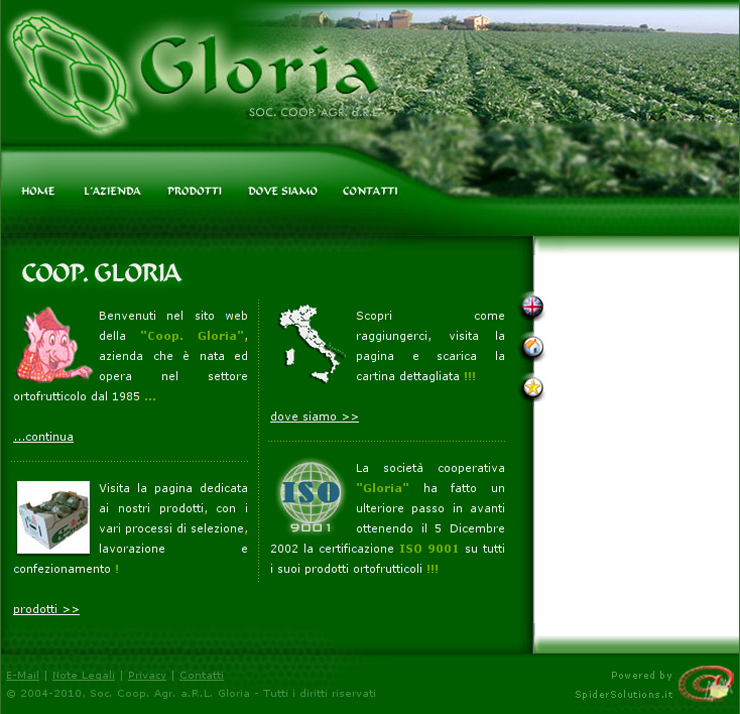 Gloria
SOC. COOP. AGR. a.R.L.
HOME L'AZIENDA PRODOTTI DOVE SIAMO CONTATTI
COOP. GLORIA
Benvenuti nel sito web
della "Coop. Gloria",
azienda che è nata ed
opera nel settore
ortofrutticolo dal 1985 ...
...continua
Visita la pagina dedicata
ai nostri prodotti, con i
vari processi di selezione,
lavorazione e
confezionamento !
prodotti >>
Scopri come
raggiungerci, visita la
pagina e scarica la
cartina dettagliata !!!
dove siamo >>
ISO
9001
La società cooperativa
"Gloria" ha fatto un
ulteriore passo in avanti
ottenendo il 5 Dicembre
2002 la certificazione ISO 9001 su tutti
i suoi prodotti ortofrutticoli !!!
E-Mail | Note Legali | Privacy | Contatti
© 2004-2010, Soc. Coop. Agr. a.R.L. Gloria - Tutti i diritti riservati
Powered by
SpiderSolutions.it